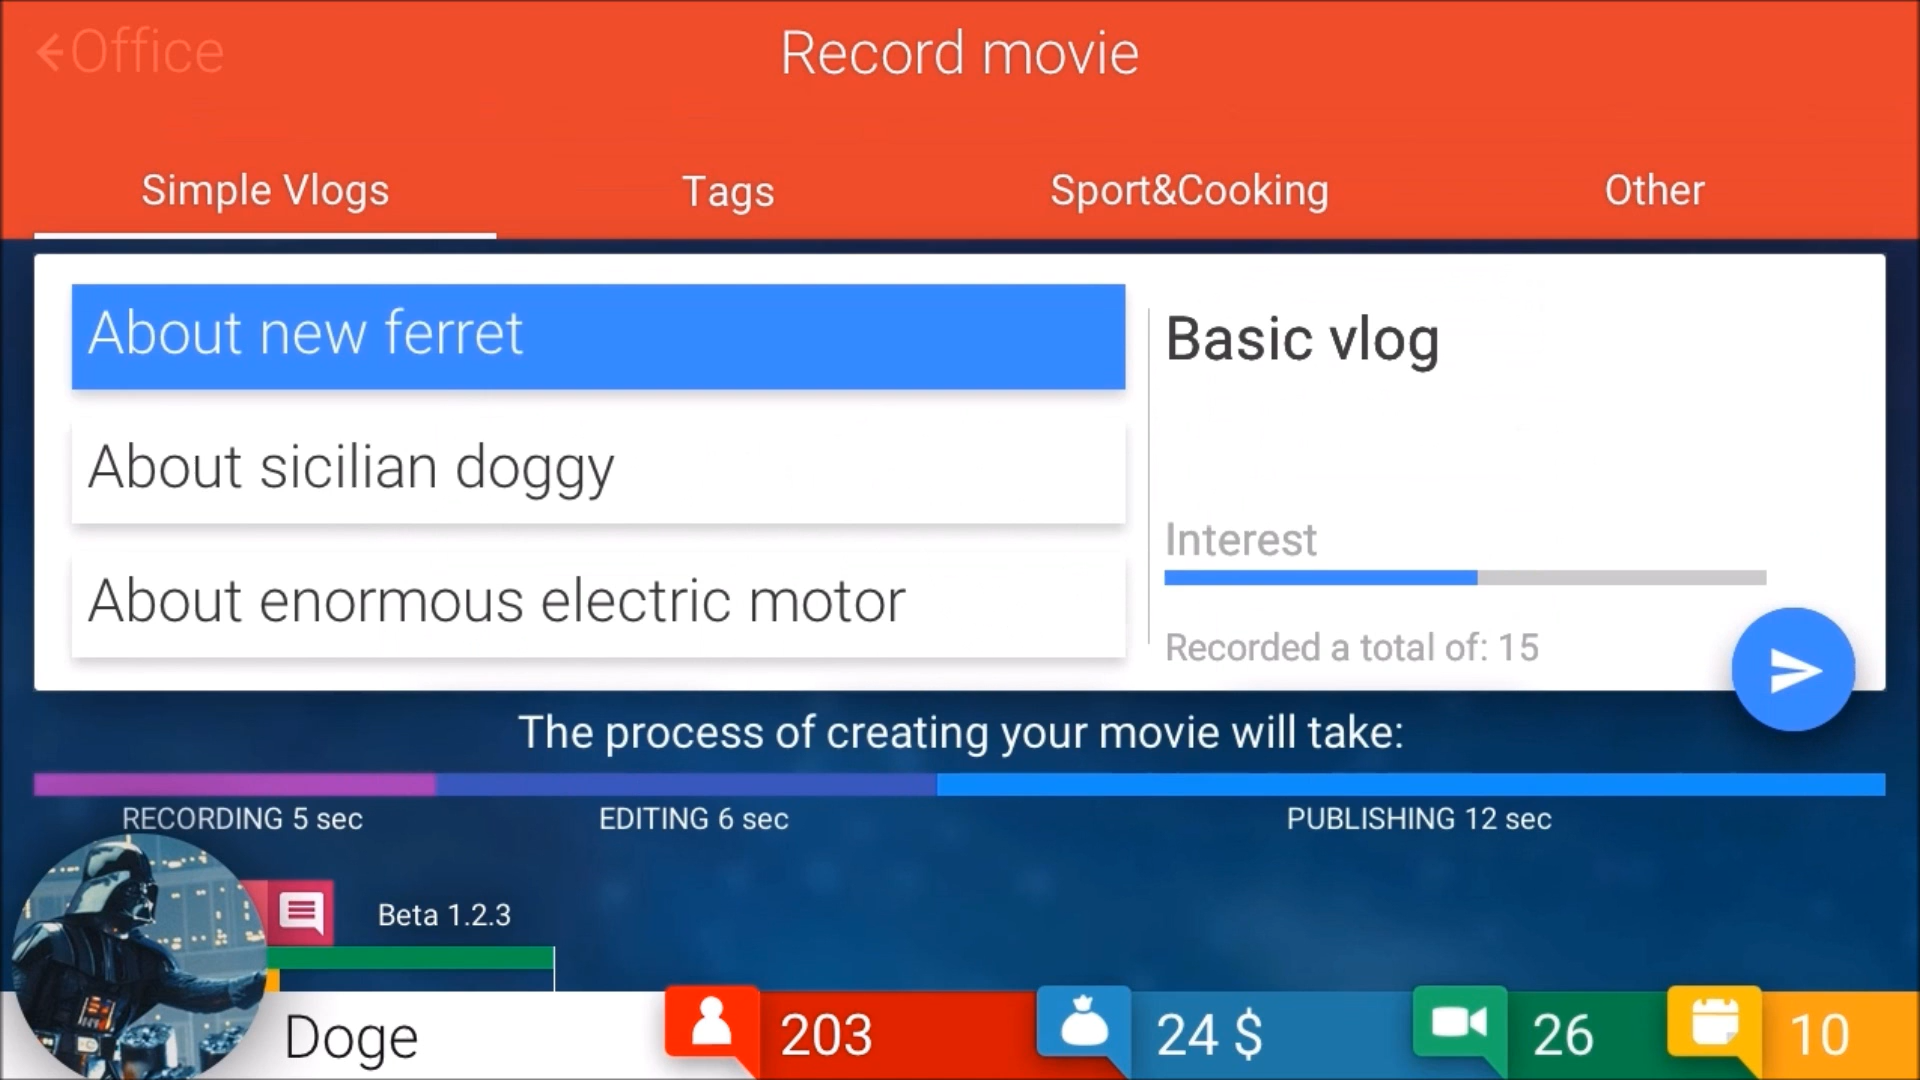 Office
Record movie
Simple Vlogs
Tags
Sport&Cooking
Other
About new ferret
About sicilian doggy
About enormous electric motor
Basic vlog
Interest
Recorded a total of: 15
The process of creating your movie will take:
RECORDING 5 sec
EDITING 6 sec
PUBLISHING 12 sec
Beta 1.2.3
Doge
203
24 $
26
10